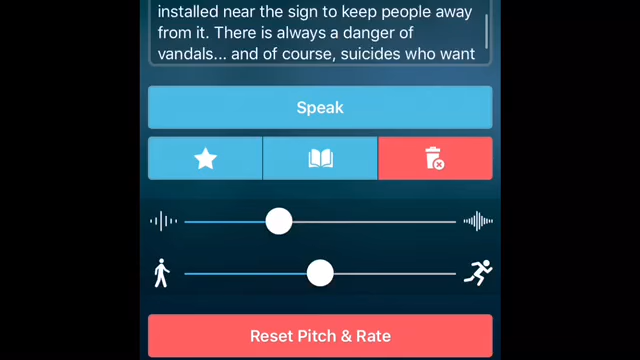 installed near the sign to keep people away
from it. There is always a danger of
vandals... and of course, suicides who want
Speak
Reset Pitch & Rate